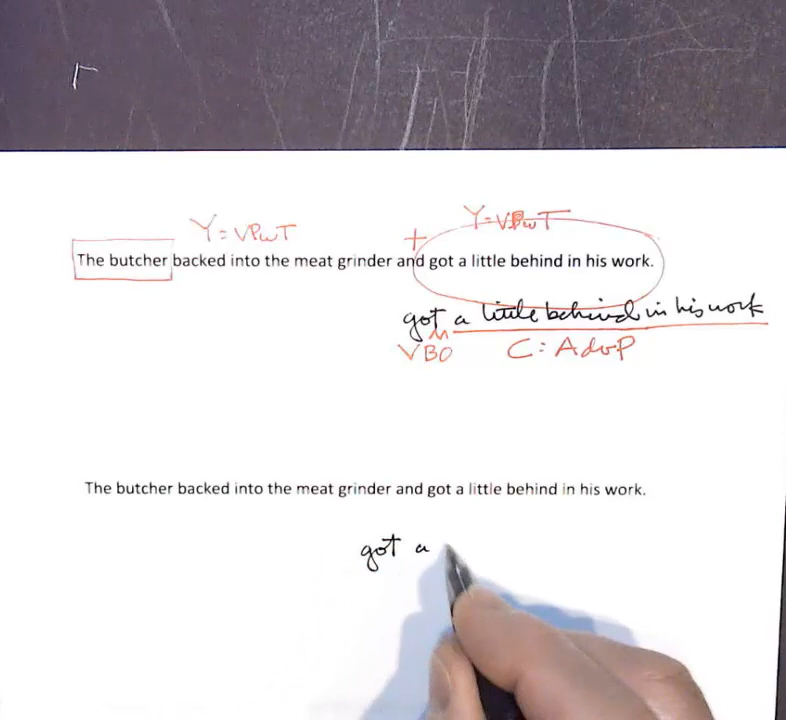 Y=VPwT Y=VPwT
+
The butcher backed into the meat grinder and got a little behind in his work.
got a little behind in his work
VBO C: AdvP
The butcher backed into the meat grinder and got a little behind in his work.
got a